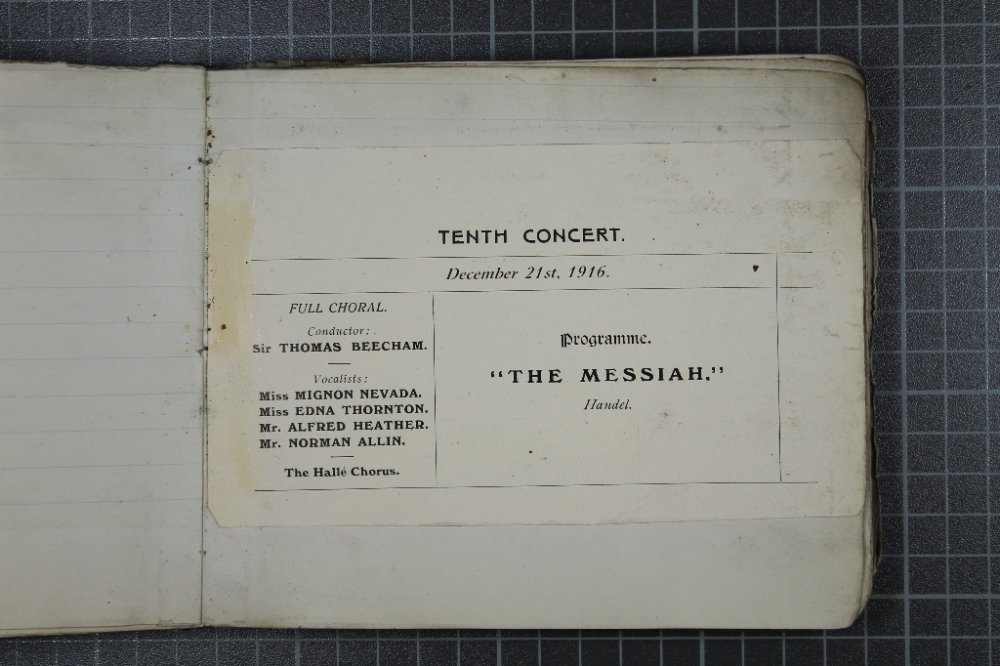 TENTH CONCERT.
December 21st, 1916.
FULL CHORAL.
Conductor:
Sir THOMAS BEECHAM.
Vocalists:
Miss MIGNON NEVADA.
Miss EDNA THORNTON.
Mr. ALFRED HEATHER.
Mr. NORMAN ALLIN.
The Hallé Chorus.
Programme.
"THE MESSIAH."
Handel.